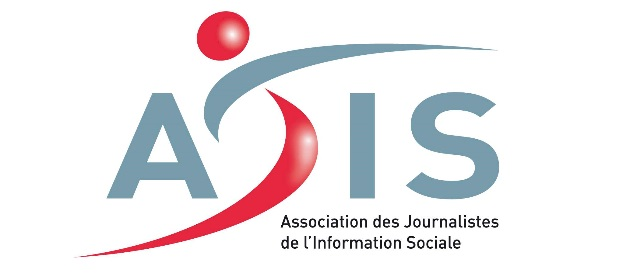 AJIS
Association des Journalistes
de l'Information Sociale